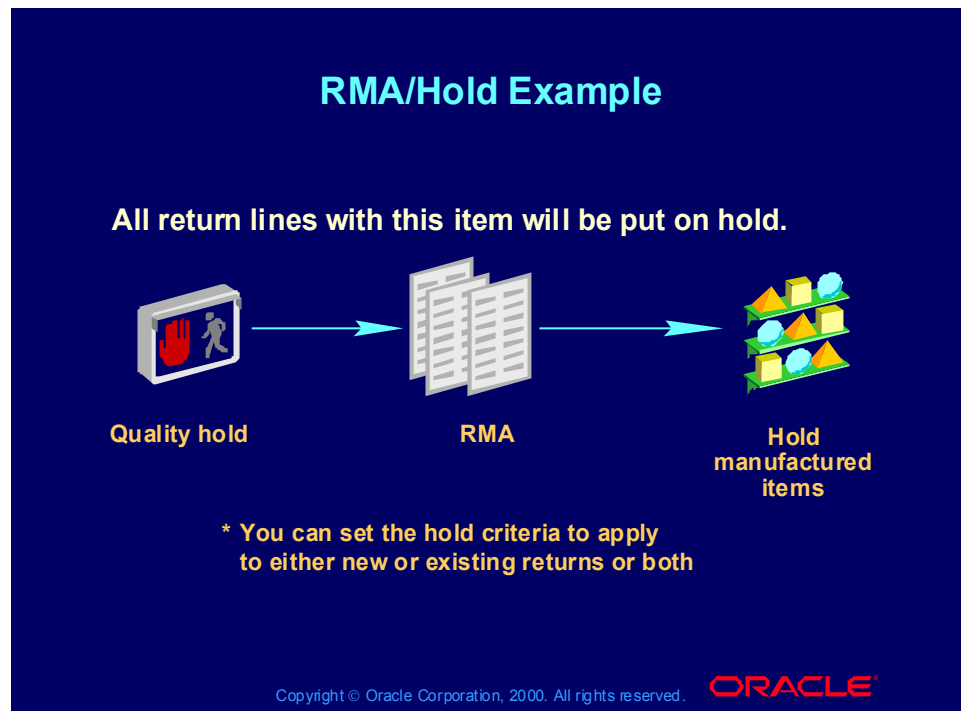 RMA/Hold Example
All return lines with this item will be put on hold.
Quality hold
RMA
Hold
manufactured
items
* You can set the hold criteria to apply
to either new or existing returns or both
Copyright © Oracle Corporation, 2000. All rights reserved.
ORACLE®